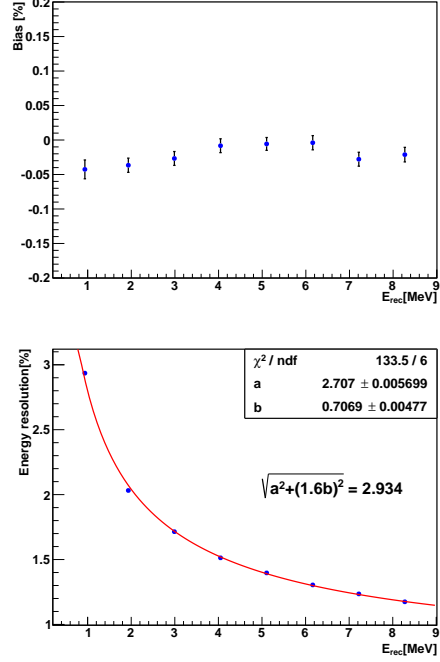 Bias [%]
0.2
0.15
0.1
0.05
0
-0.05
-0.1
-0.15
-0.2
1 2 3 4 5 6 7 8 9
E_rec[MeV]
Energy resolution[%]
3
2.5
2
1.5
1
χ² / ndf 133.5 / 6
a 2.707 ± 0.005699
b 0.7069 ± 0.00477
√a²+(1.6b)² = 2.934
1 2 3 4 5 6 7 8 9
E_rec[MeV]